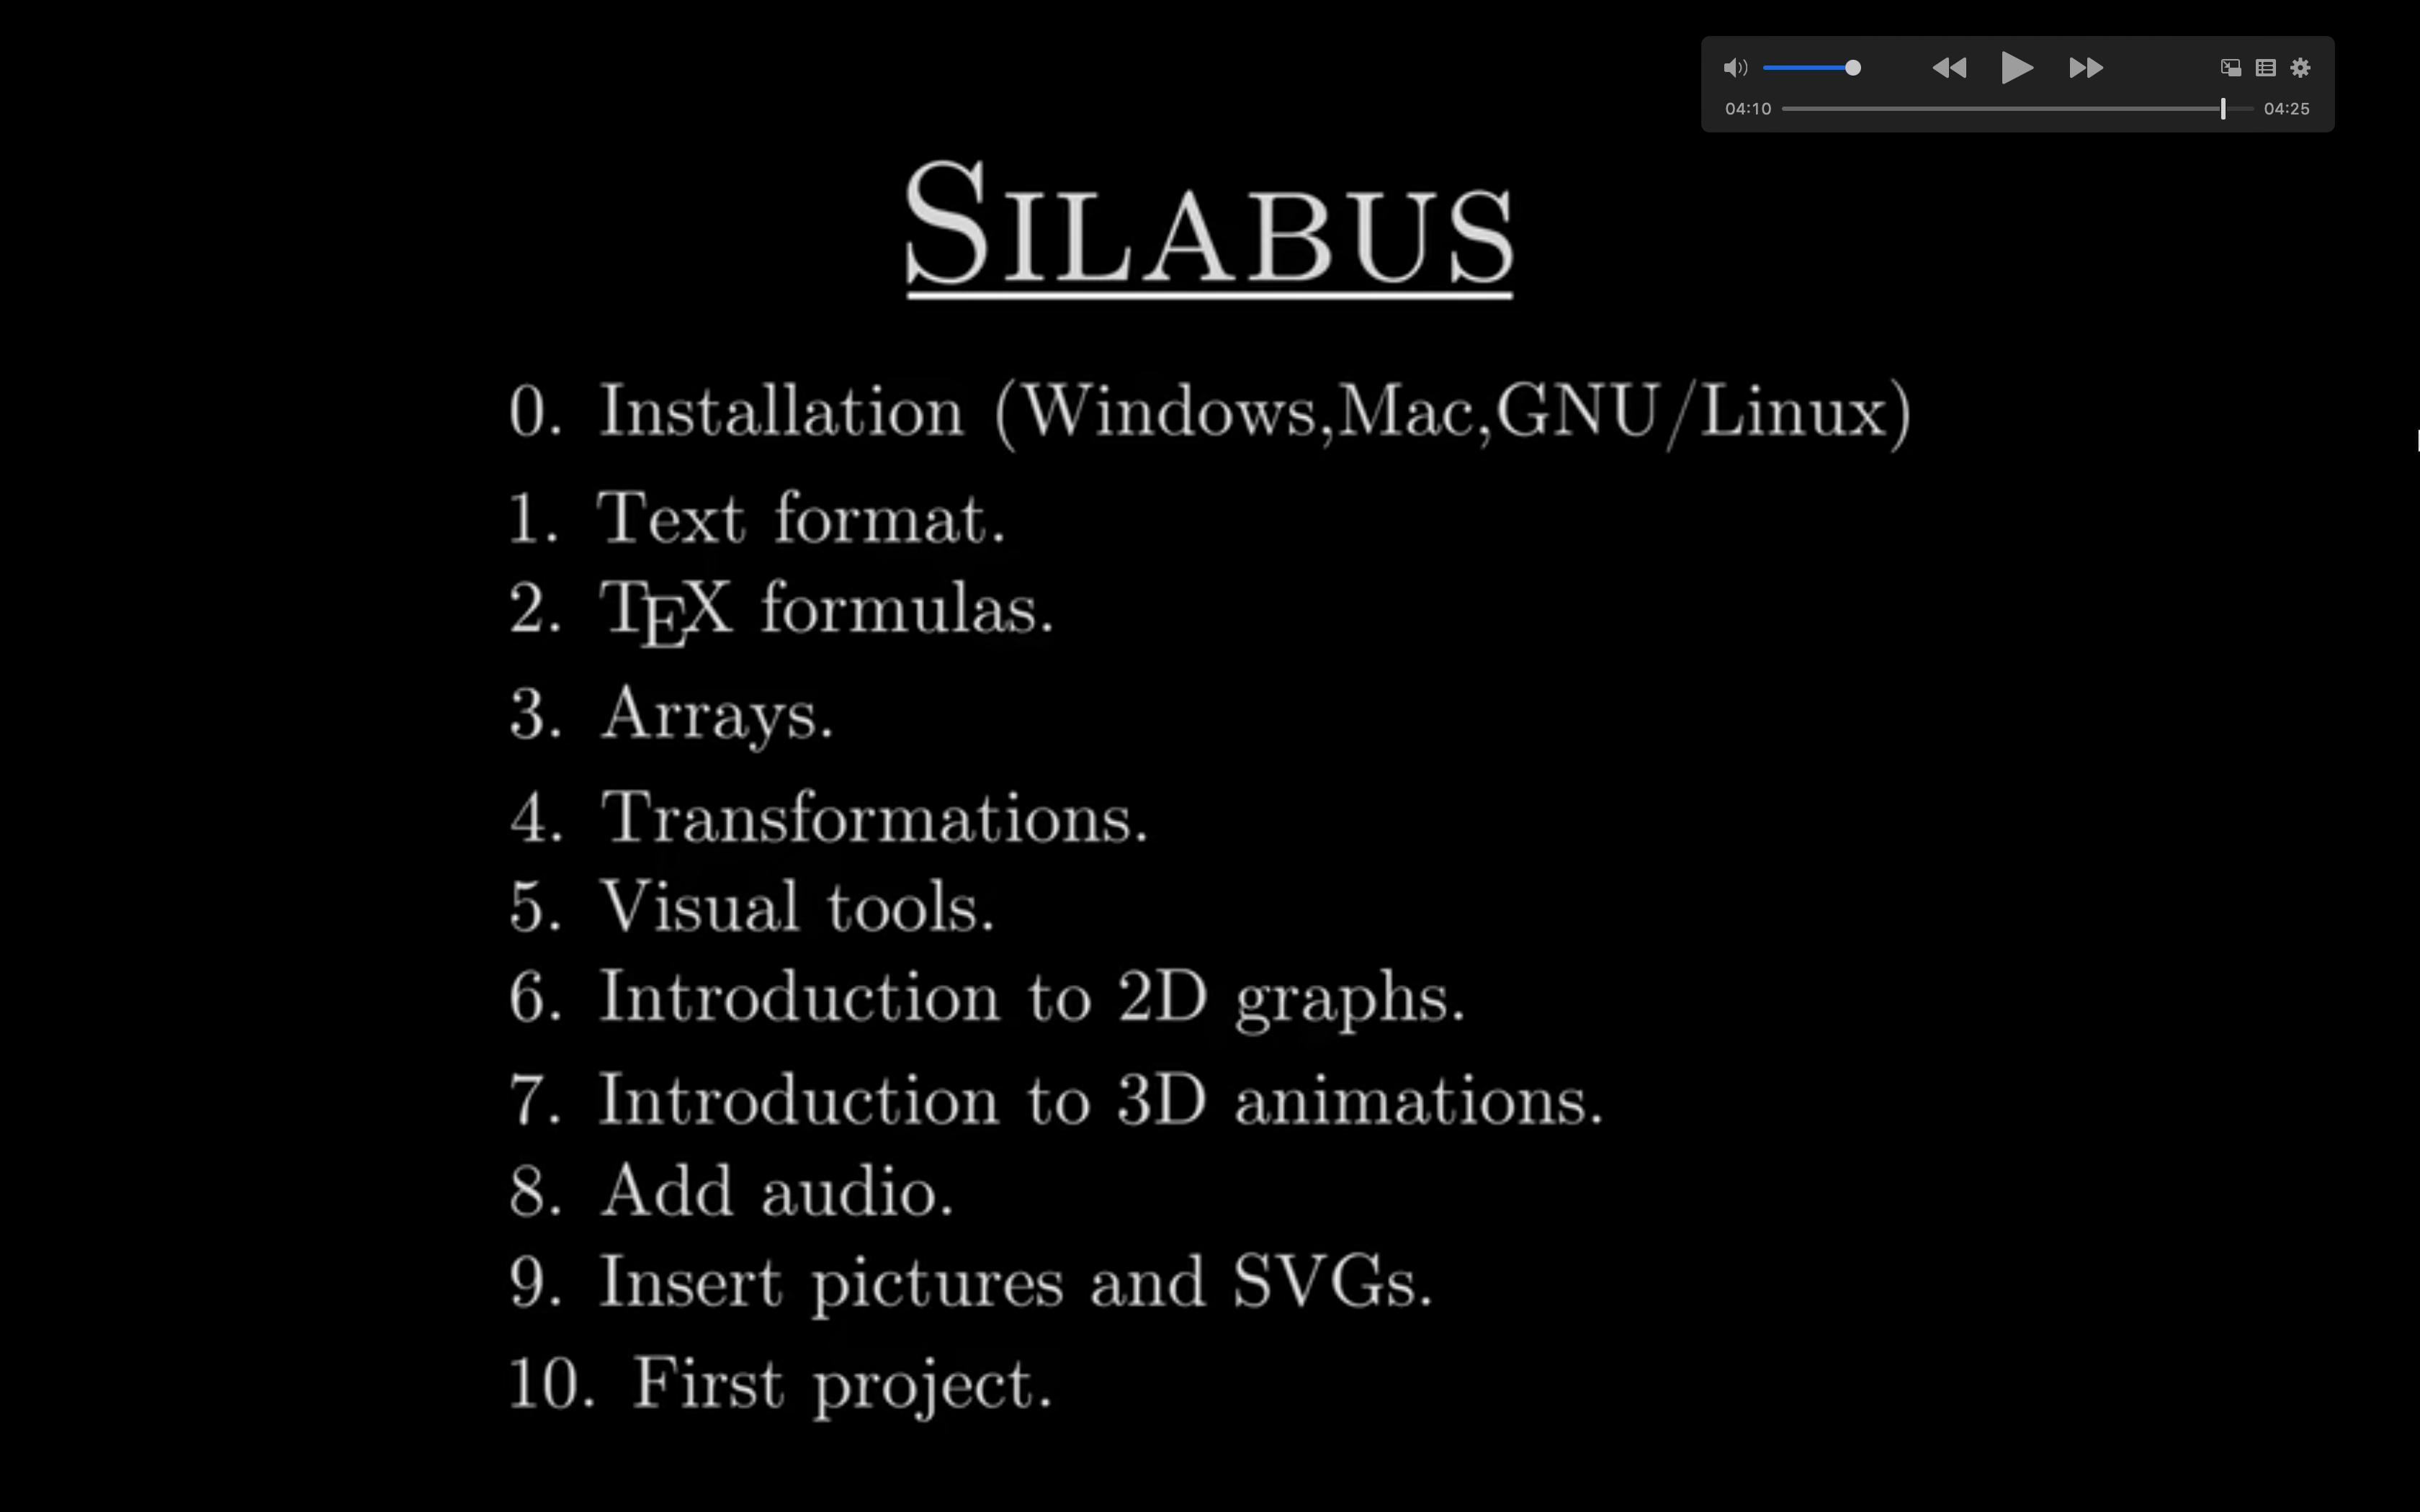 04:10 04:25
SILABUS
0. Installation (Windows,Mac,GNU/Linux)
1. Text format.
2. TEX formulas.
3. Arrays.
4. Transformations.
5. Visual tools.
6. Introduction to 2D graphs.
7. Introduction to 3D animations.
8. Add audio.
9. Insert pictures and SVGs.
10. First project.